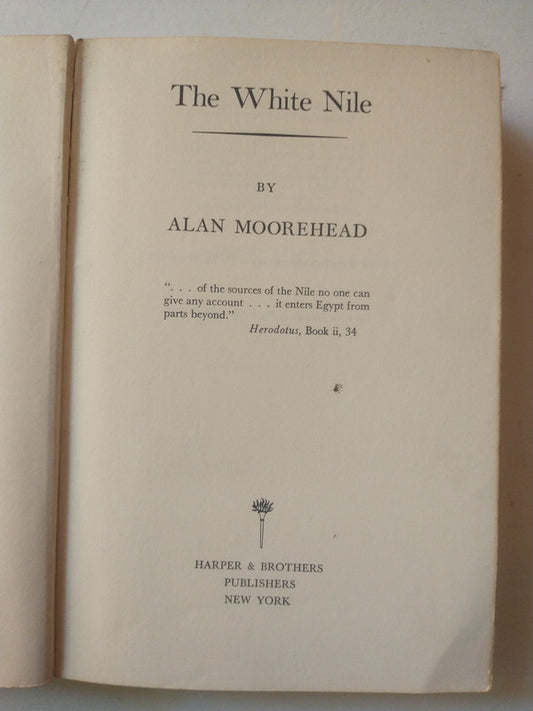 The White Nile
BY
ALAN MOOREHEAD
". . . of the sources of the Nile no one can
give any account . . . it enters Egypt from
parts beyond."
Herodotus, Book ii, 34
HARPER & BROTHERS
PUBLISHERS
NEW YORK